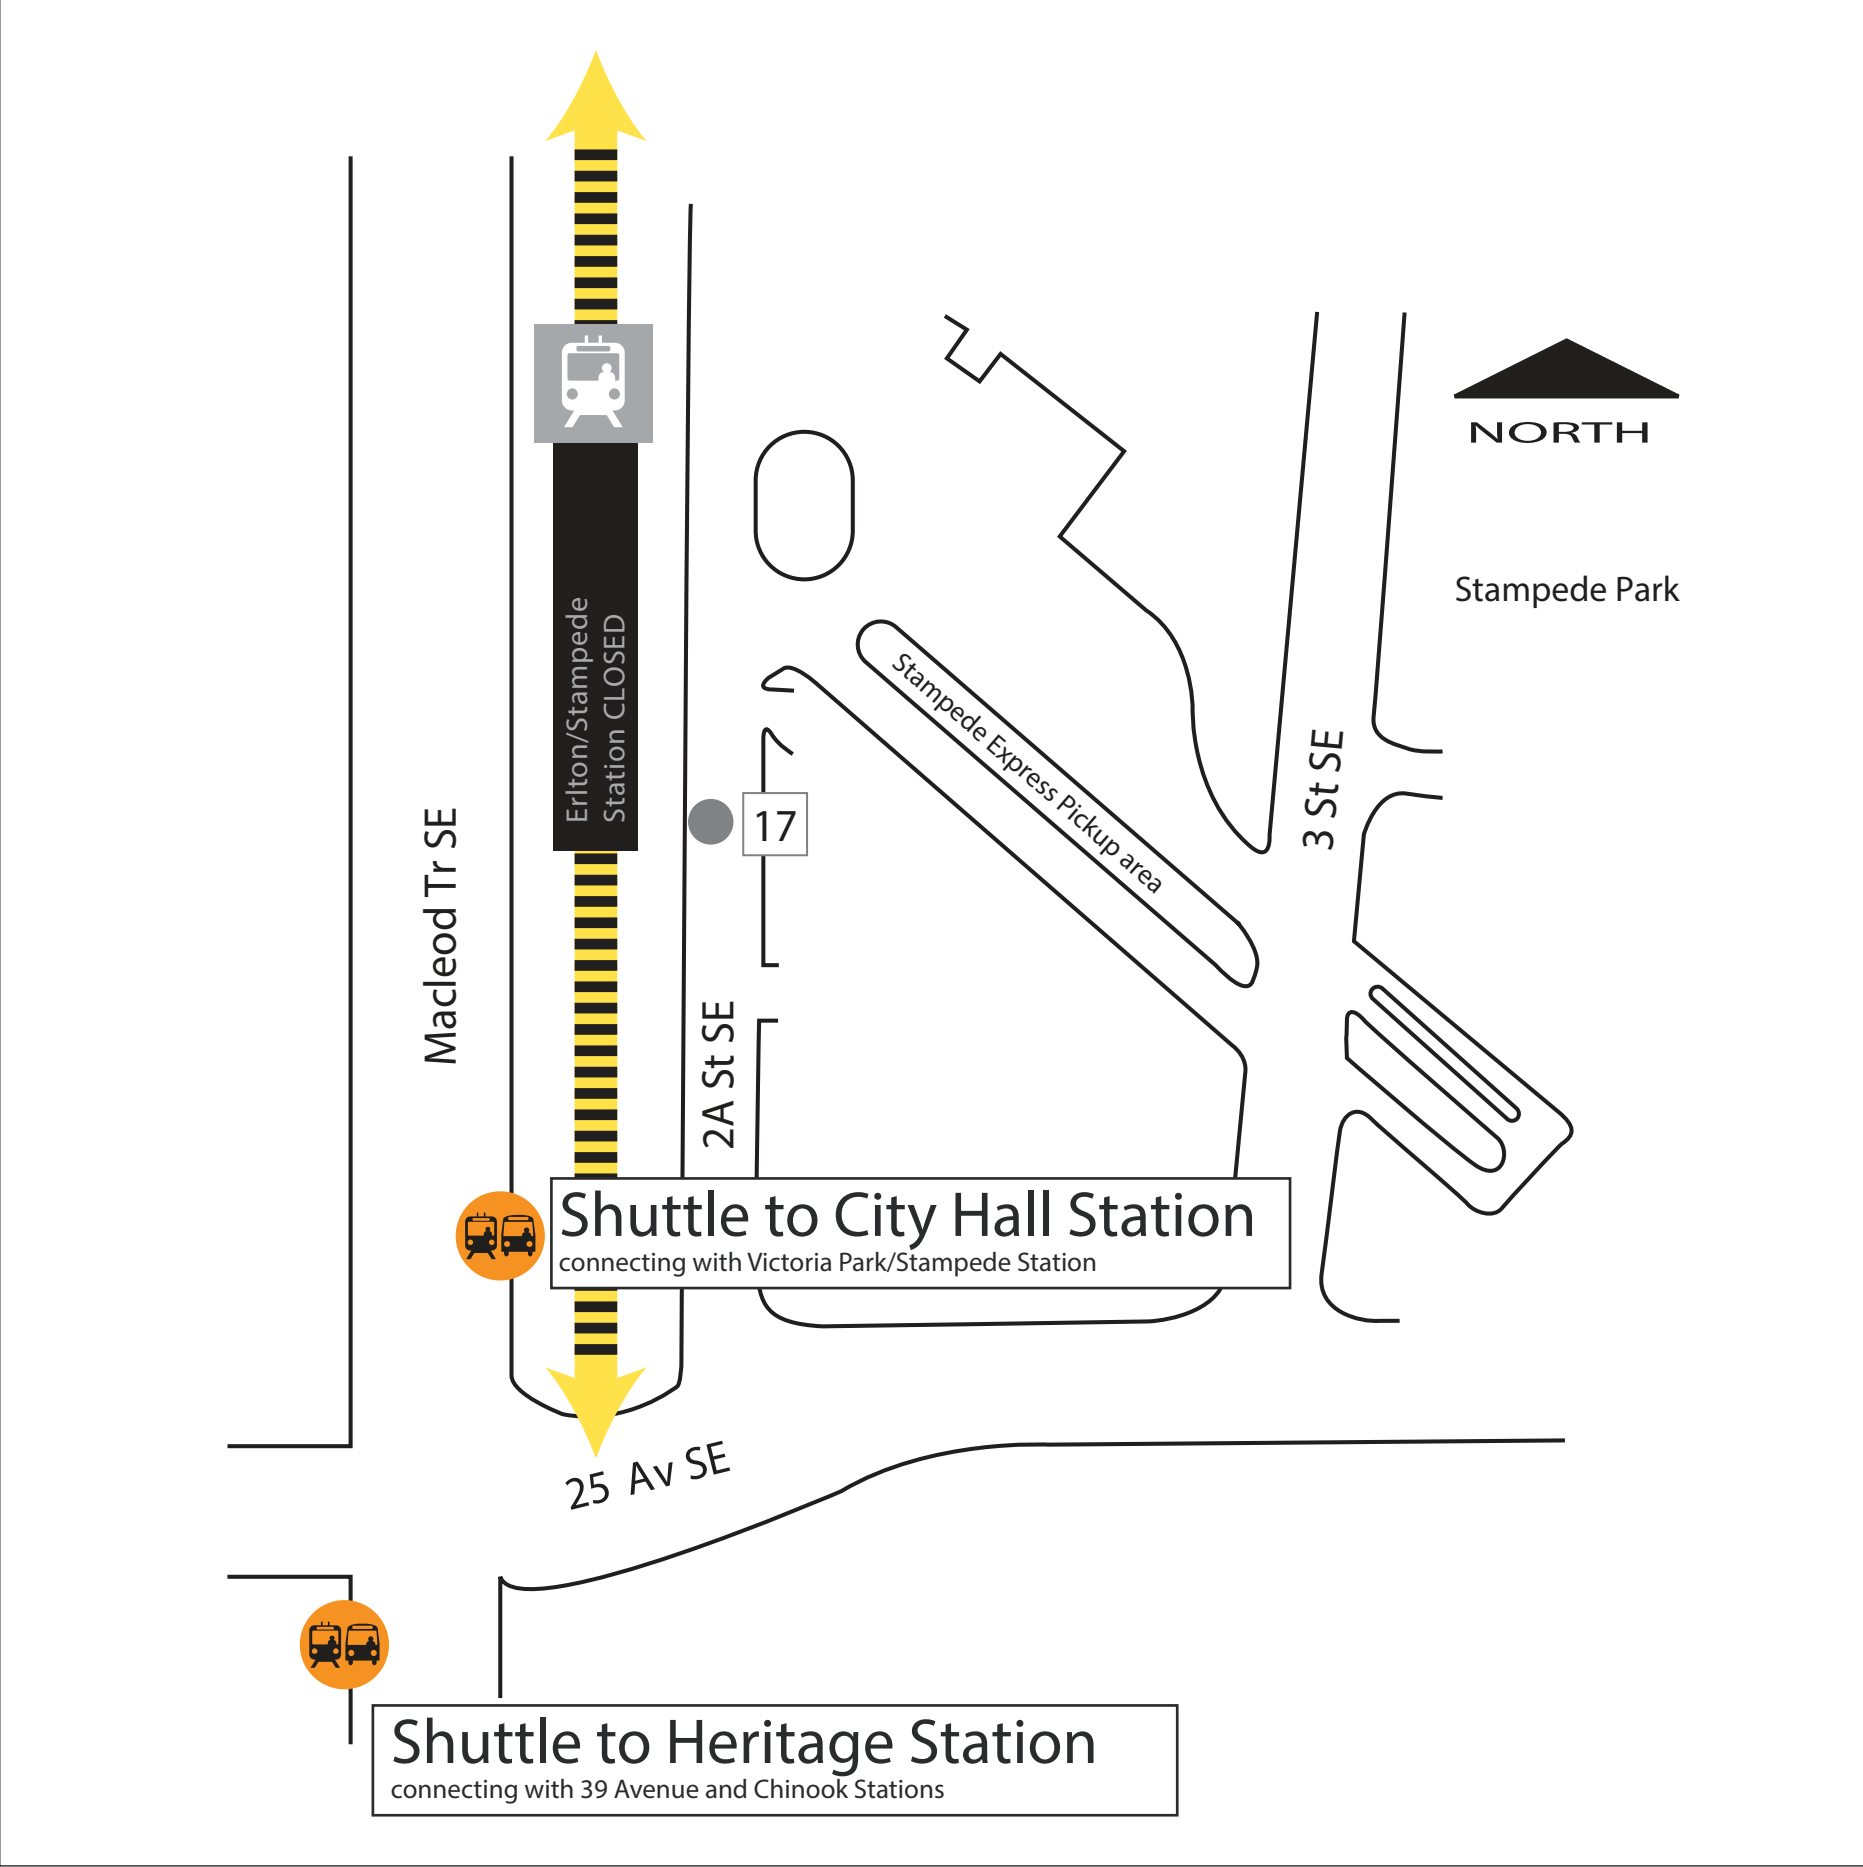 NORTH
Stampede Park
Erlton/Stampede
Station CLOSED
Stampede Express Pickup area
3 St SE
17
Macleod Tr SE
2A St SE
Shuttle to City Hall Station
connecting with Victoria Park/Stampede Station
25 Av SE
Shuttle to Heritage Station
connecting with 39 Avenue and Chinook Stations